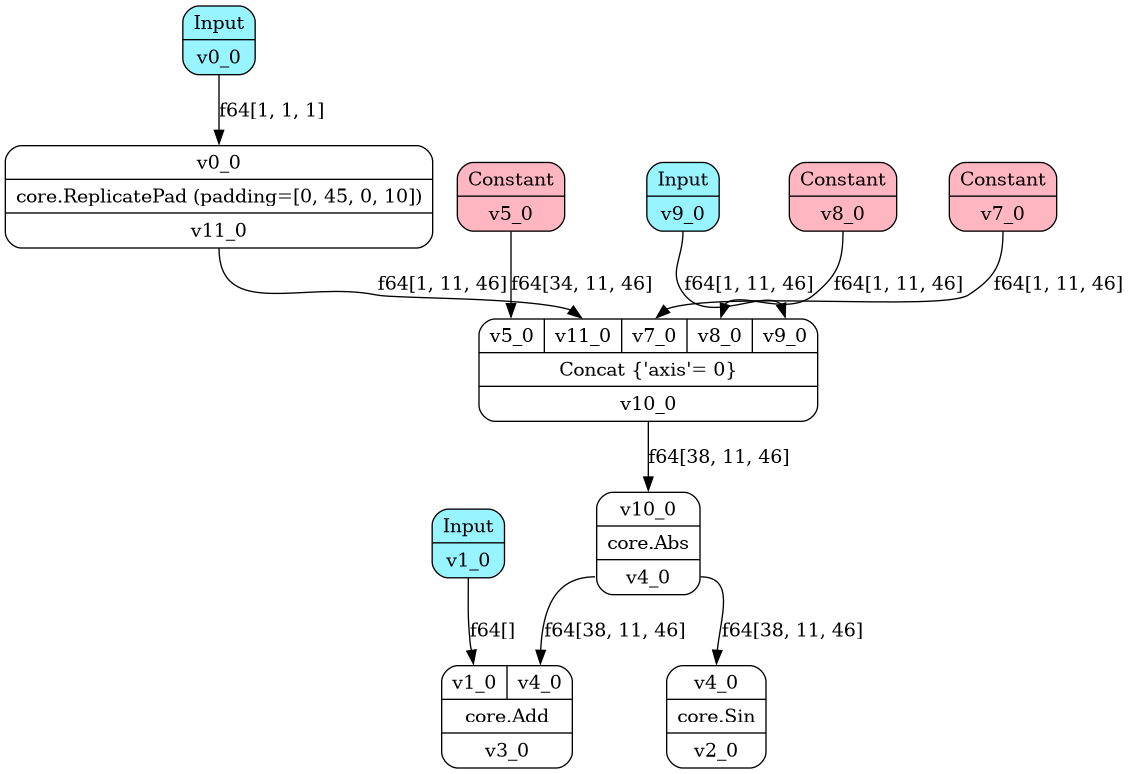 Input
v0_0
f64[1, 1, 1]
v0_0
core.ReplicatePad (padding=[0, 45, 0, 10])
v11_0
Constant
v5_0
Input
v9_0
Constant
v8_0
Constant
v7_0
f64[1, 11, 46]
f64[34, 11, 46]
f64[1, 11, 46]
f64[1, 11, 46]
f64[1, 11, 46]
v5_0 v11_0 v7_0 v8_0 v9_0
Concat {'axis'= 0}
v10_0
f64[38, 11, 46]
v10_0
core.Abs
v4_0
Input
v1_0
f64[]
f64[38, 11, 46]
f64[38, 11, 46]
v1_0 v4_0
core.Add
v3_0
v4_0
core.Sin
v2_0